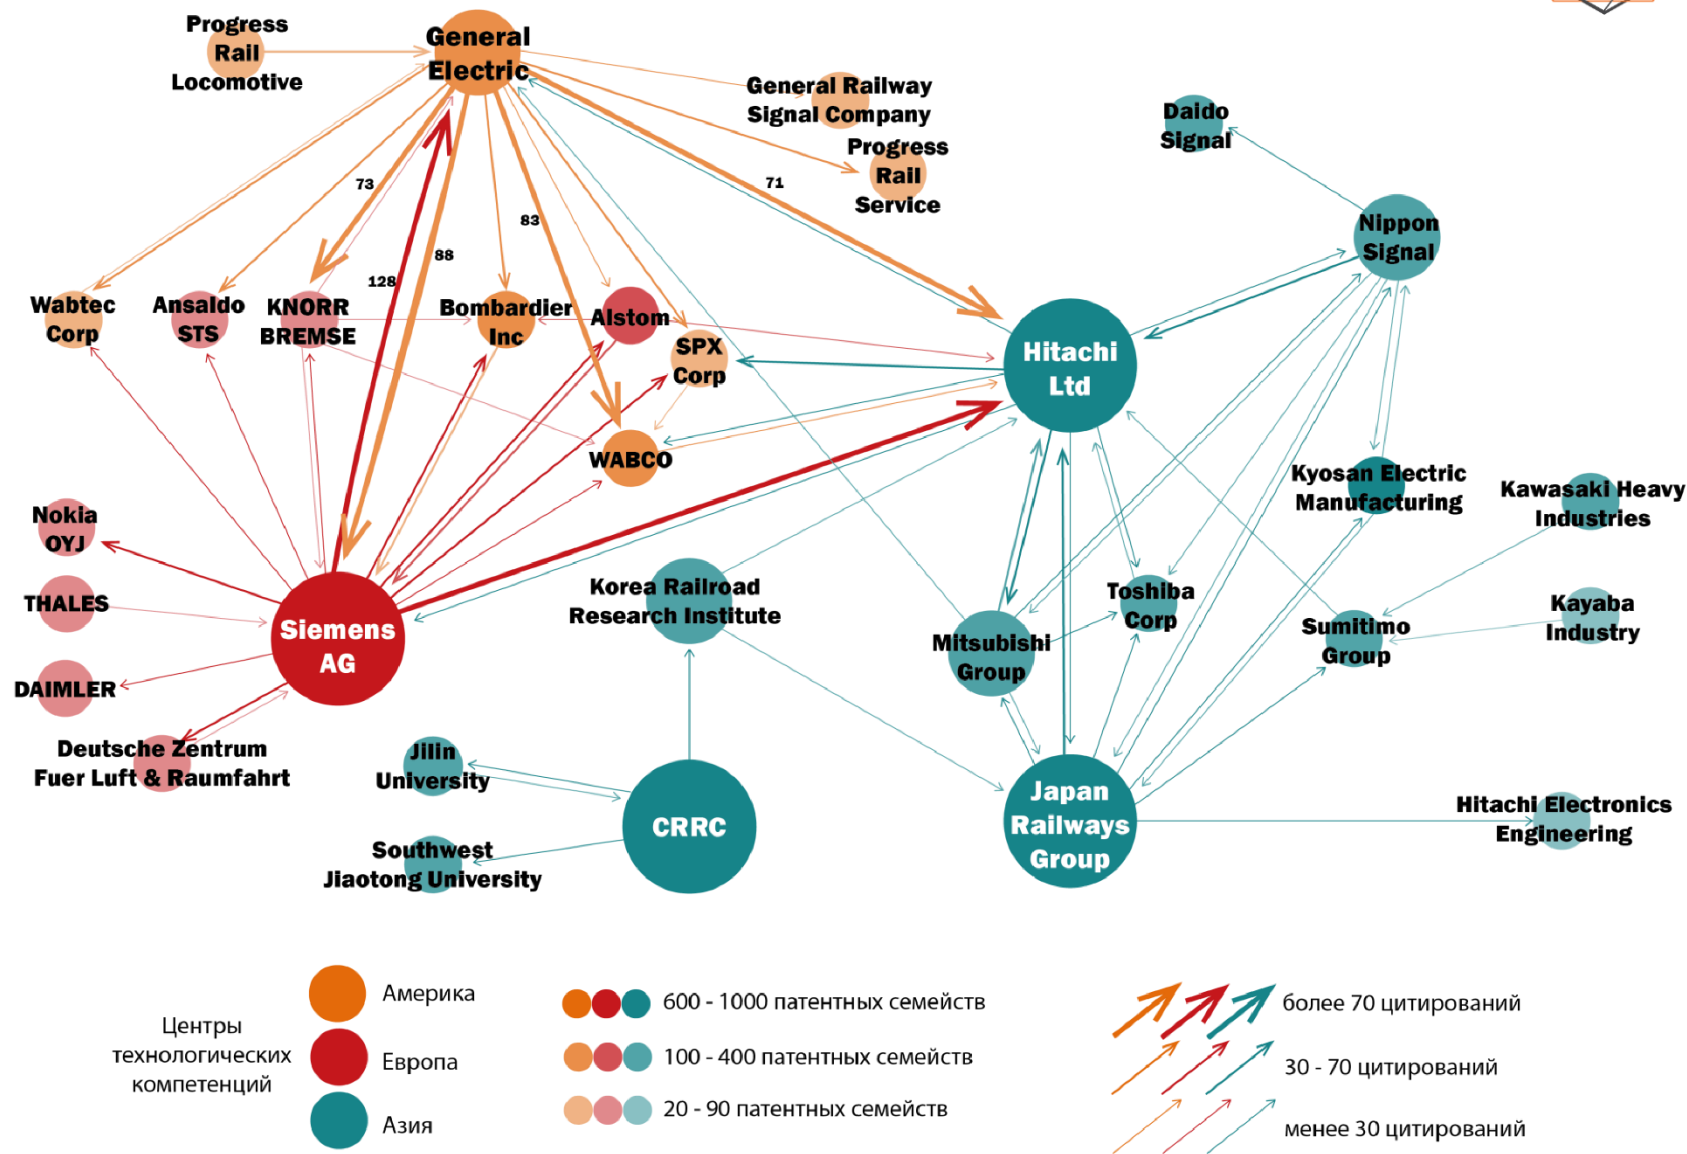 Progress
Rail
Locomotive
General
Electric
General Railway
Signal Company
Progress
Rail
Service
Daido
Signal
Nippon
Signal
73
83
71
88
128
Wabtec
Corp
Ansaldo
STS
KNORR
BREMSE
Bombardier
Inc
Alstom
SPX
Corp
Hitachi
Ltd
WABCO
Kyosan Electric
Manufacturing
Kawasaki Heavy
Industries
Nokia
OYJ
THALES
Siemens
AG
Korea Railroad
Research Institute
Mitsubishi
Group
Toshiba
Corp
Sumitimo
Group
Kayaba
Industry
DAIMLER
Deutsche Zentrum
Fuer Luft & Raumfahrt
Jilin
University
CRRC
Southwest
Jiaotong University
Japan
Railways
Group
Hitachi Electronics
Engineering
Центры
технологических
компетенций
Америка
Европа
Азия
600 - 1000 патентных семейств
100 - 400 патентных семейств
20 - 90 патентных семейств
более 70 цитирований
30 - 70 цитирований
менее 30 цитирований